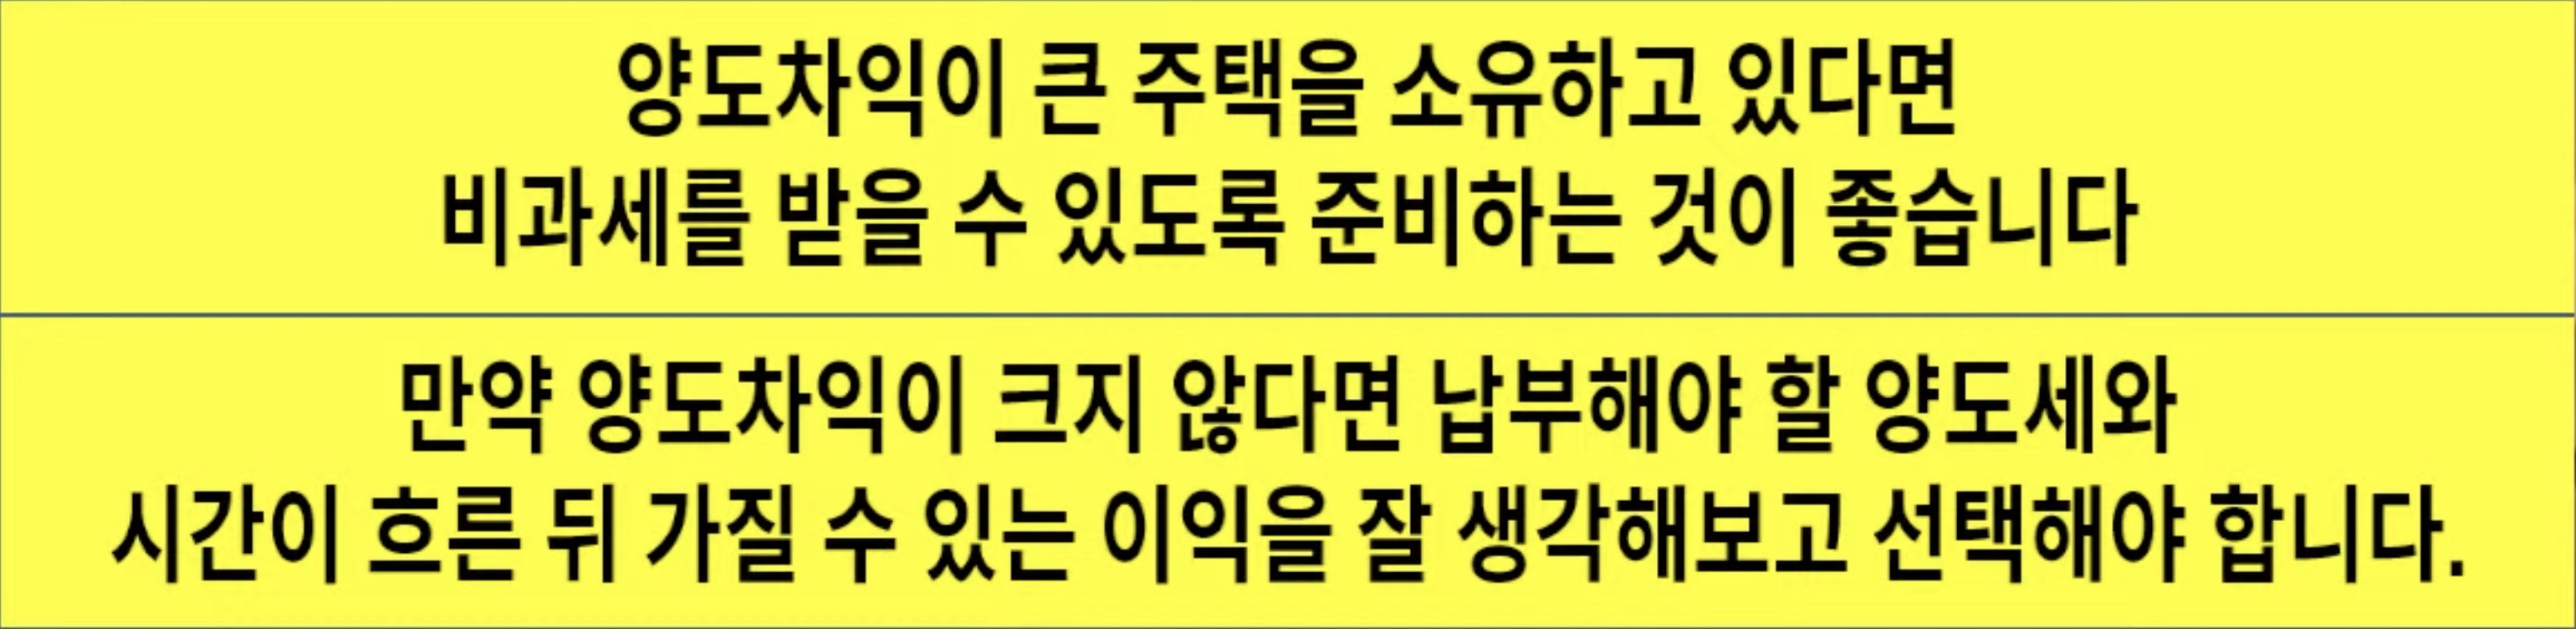 양도차익이 큰 주택을 소유하고 있다면
비과세를 받을 수 있도록 준비하는 것이 좋습니다
만약 양도차익이 크지 않다면 납부해야 할 양도세와
시간이 흐른 뒤 가질 수 있는 이익을 잘 생각해보고 선택해야 합니다.